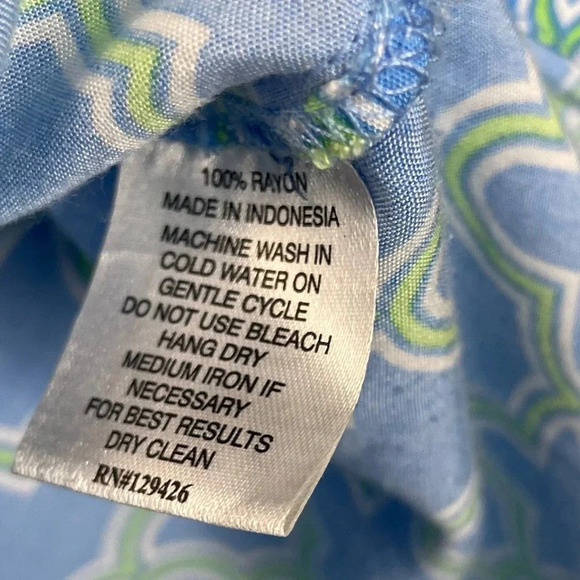 100% RAYON
MADE IN INDONESIA
MACHINE WASH IN
COLD WATER ON
GENTLE CYCLE
DO NOT USE BLEACH
HANG DRY
MEDIUM IRON IF
NECESSARY
FOR BEST RESULTS
DRY CLEAN
RN#129426